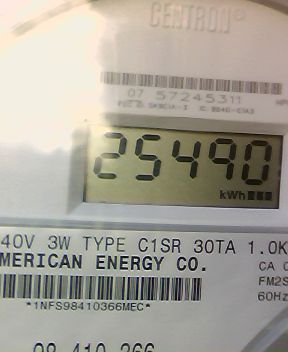 CENTRON®
07 57245311
25490
kWh
40V 3W TYPE C1SR 30TA 1.0K
MERICAN ENERGY CO.
CA 0
FM2S
60Hz
*1NFS98410366MEC*